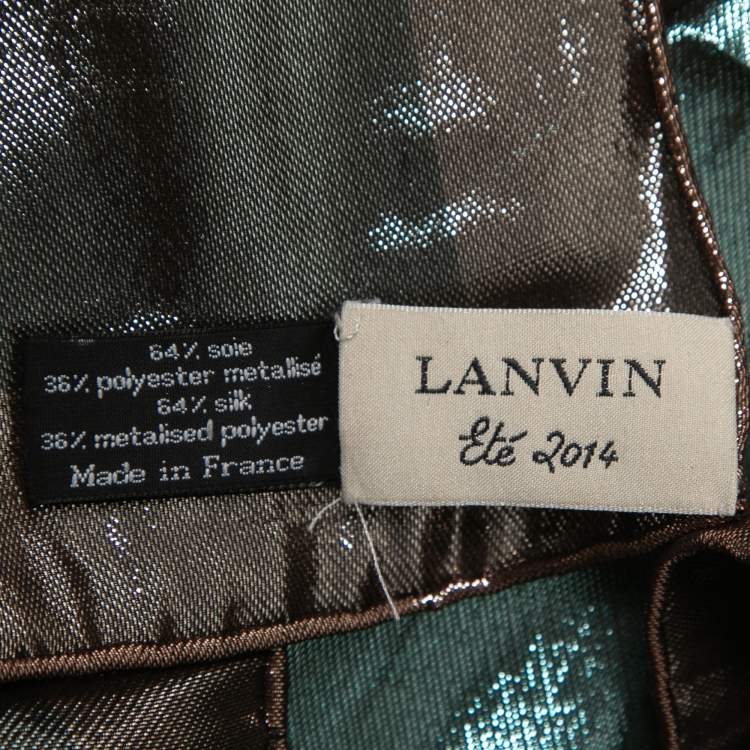 64% soie
36% polyester metallisé
64% silk
36% metalised polyester
Made in France
LANVIN
Eté 2014